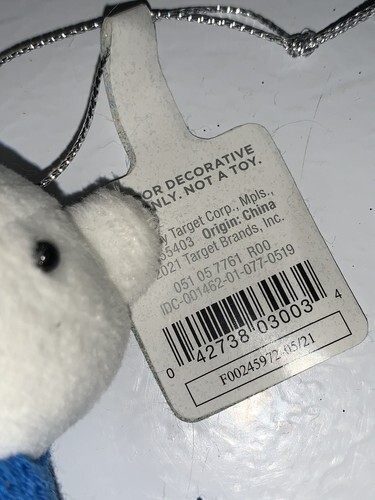 OR DECORATIVE
NLY. NOT A TOY.
Target Corp., Mpls.,
55403 Origin: China
2021 Target Brands, Inc.
051 05 7761 R00
IDC-001462-01-077-0519
0 42738 03003 4
F00245972 05/21